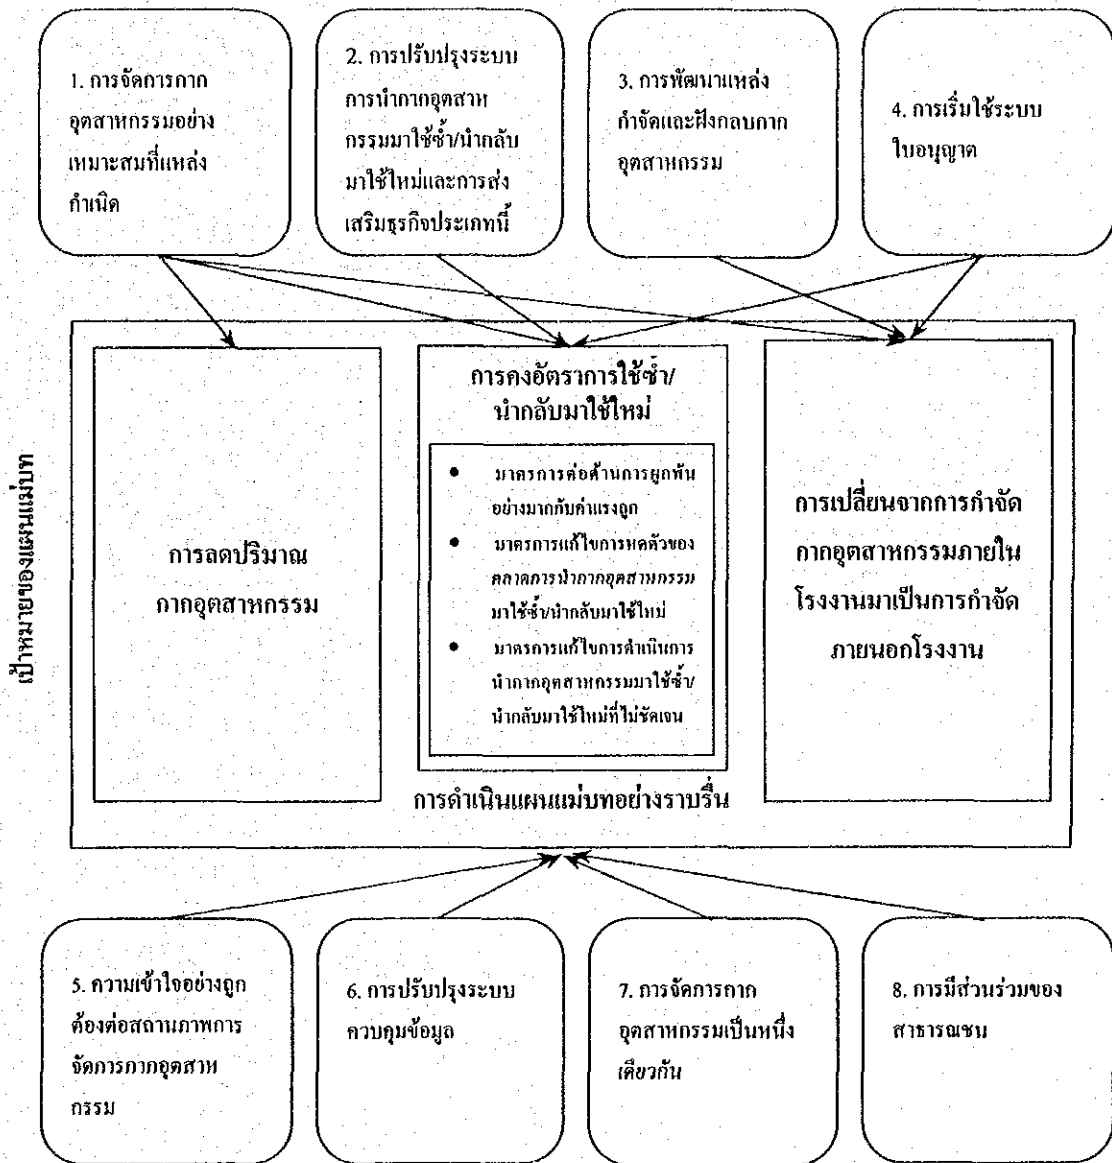 1. การจัดการกาก
อุตสาหกรรมอย่าง
เหมาะสมที่แหล่ง
กำเนิด
2. การปรับปรุงระบบ
การนำกากอุตสาห
กรรมมาใช้ซ้ำ/นำกลับ
มาใช้ใหม่และการส่ง
เสริมธุรกิจประเภทนี้
3. การพัฒนาแหล่ง
กำจัดและฝังกลบกาก
อุตสาหกรรม
4. การเริ่มใช้ระบบ
ใบอนุญาต
เป้าหมายของแผนแม่บท
การลดปริมาณ
กากอุตสาหกรรม
การคงอัตราการใช้ซ้ำ/
นำกลับมาใช้ใหม่
● มาตรการต่อต้านการผูกพัน
อย่างมากกับค่าแรงถูก
● มาตรการแก้ไขการหดตัวของ
ตลาดการนำกากอุตสาหกรรม
มาใช้ซ้ำ/นำกลับมาใช้ใหม่
● มาตรการแก้ไขการดำเนินการ
นำกากอุตสาหกรรมมาใช้ซ้ำ/
นำกลับมาใช้ใหม่ที่ไม่ชัดเจน
การเปลี่ยนจากการกำจัด
กากอุตสาหกรรมภายใน
โรงงานมาเป็นการกำจัด
ภายนอกโรงงาน
การดำเนินแผนแม่บทอย่างราบรื่น
5. ความเข้าใจอย่างถูก
ต้องต่อสถานภาพการ
จัดการกากอุตสาห
กรรม
6. การปรับปรุงระบบ
ควบคุมข้อมูล
7. การจัดการกาก
อุตสาหกรรมเป็นหนึ่ง
เดียวกัน
8. การมีส่วนร่วมของ
สาธารณชน